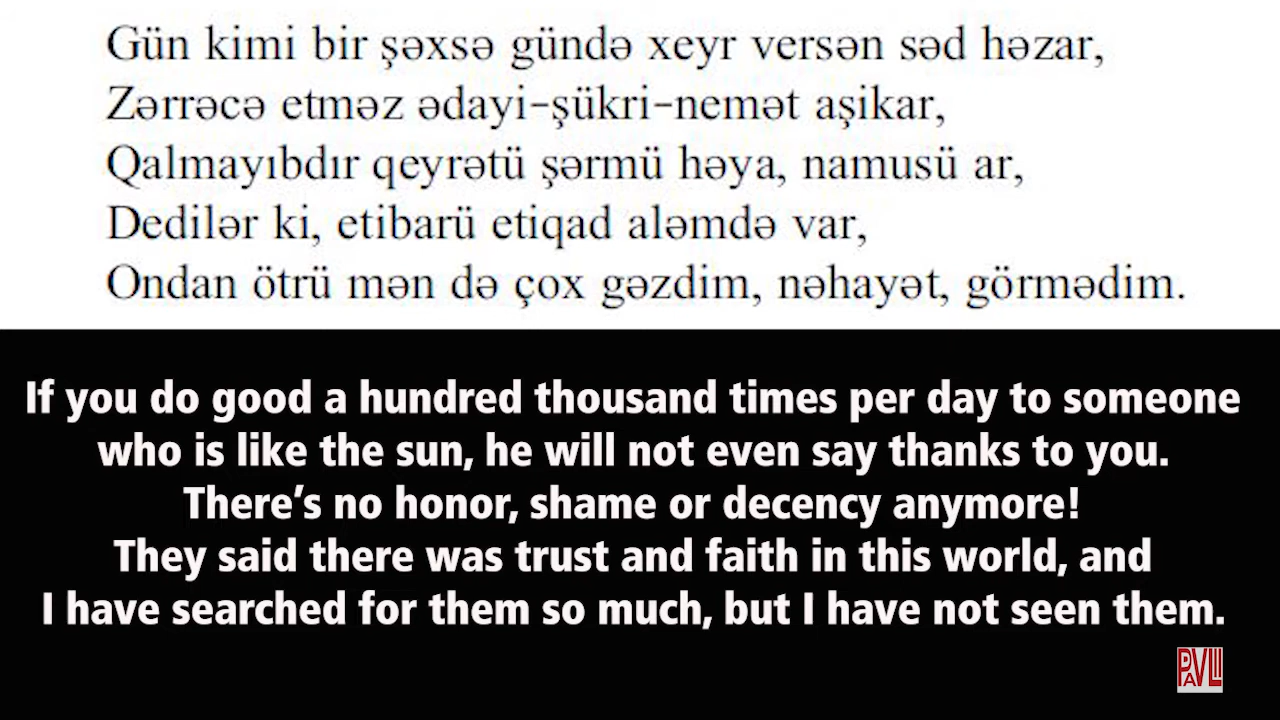 Gün kimi bir şəxsə gündə xeyr versən səd həzar,
Zərrəcə etməz ədayi-şükri-nemət aşikar,
Qalmayıbdır qeyrətü şərmü həya, namusü ar,
Dedilər ki, etibarü etiqad aləmdə var,
Ondan ötrü mən də çox gəzdim, nəhayət, görmədim.
If you do good a hundred thousand times per day to someone
who is like the sun, he will not even say thanks to you.
There's no honor, shame or decency anymore!
They said there was trust and faith in this world, and
I have searched for them so much, but I have not seen them.